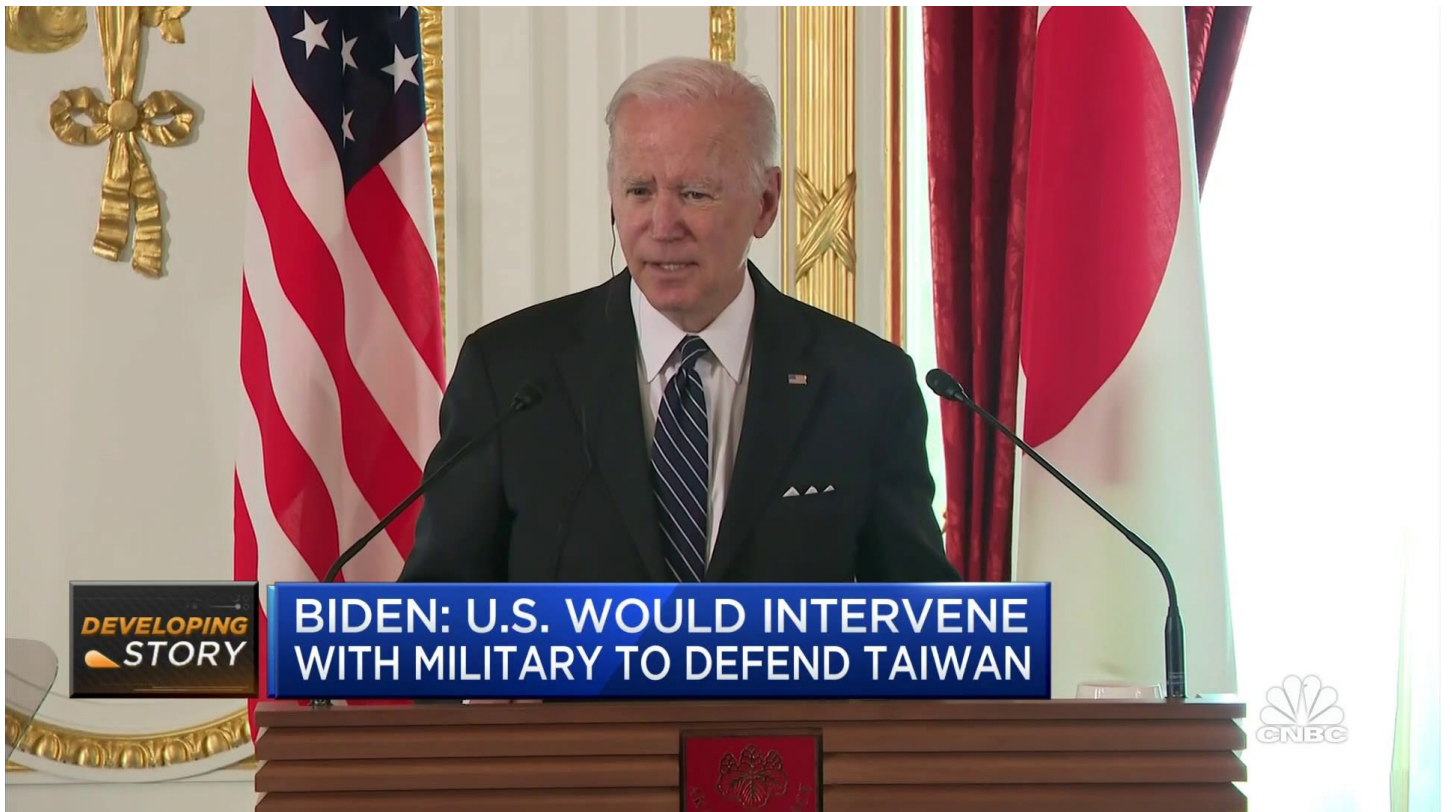 DEVELOPING
STORY
BIDEN: U.S. WOULD INTERVENE
WITH MILITARY TO DEFEND TAIWAN
CNBC